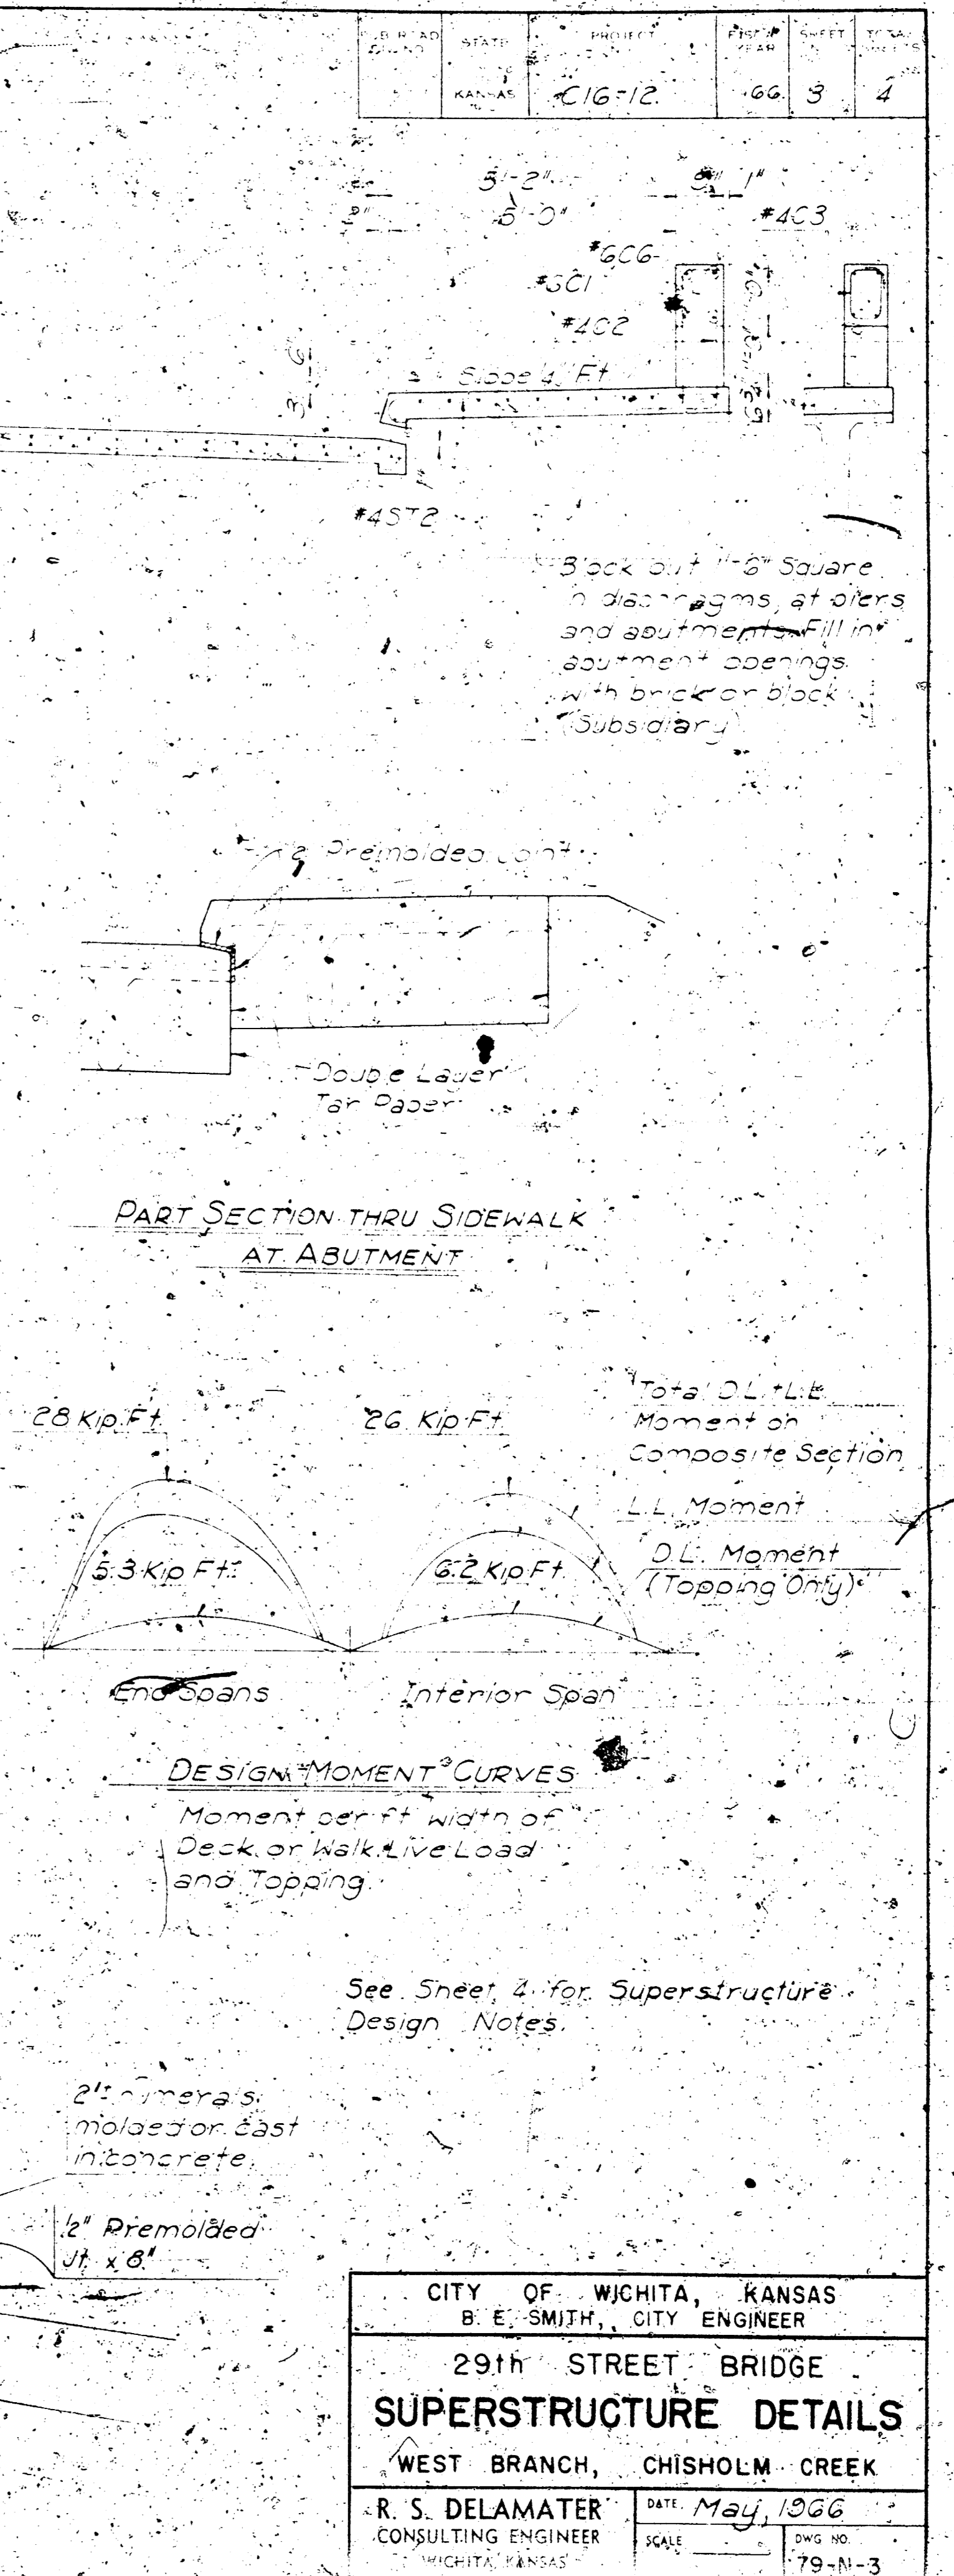 STATE
PROJECT
FISCAL YEAR
SHEET
TOTAL SHEETS
KANSAS
C16-12
66
3
4
5'-2"
1"
5'-0"
#4C3
#6C6
#4C2
Slope Ft
#4ST2
Block out 1'-6" Square
in diaphragms, at piers
and abutments. Fill in
abutment openings
with brick or block
(Subsidiary)
Premolded Joint
Double Layer
Tar Paper
PART SECTION THRU SIDEWALK
AT ABUTMENT
28 Kip Ft.
26 Kip Ft.
Total D.L.+L.L.
Moment on
Composite Section
L.L. Moment
5.3 Kip Ft.
6.2 Kip Ft.
D.L. Moment
(Topping Only)
End Spans
Interior Span
DESIGN MOMENT CURVES
Moment per ft width of
Deck or Walk. Live Load
and Topping.
See Sheet 4 for Superstructure
Design Notes.
2" numerals
molded or cast
in concrete.
1/2" Premolded
Jt. x 8"
CITY OF WICHITA, KANSAS
B. E. SMITH, CITY ENGINEER
29th STREET BRIDGE
SUPERSTRUCTURE DETAILS
WEST BRANCH, CHISHOLM CREEK
R. S. DELAMATER
CONSULTING ENGINEER
WICHITA, KANSAS
DATE May, 1966
SCALE
DWG NO.
79-N-3